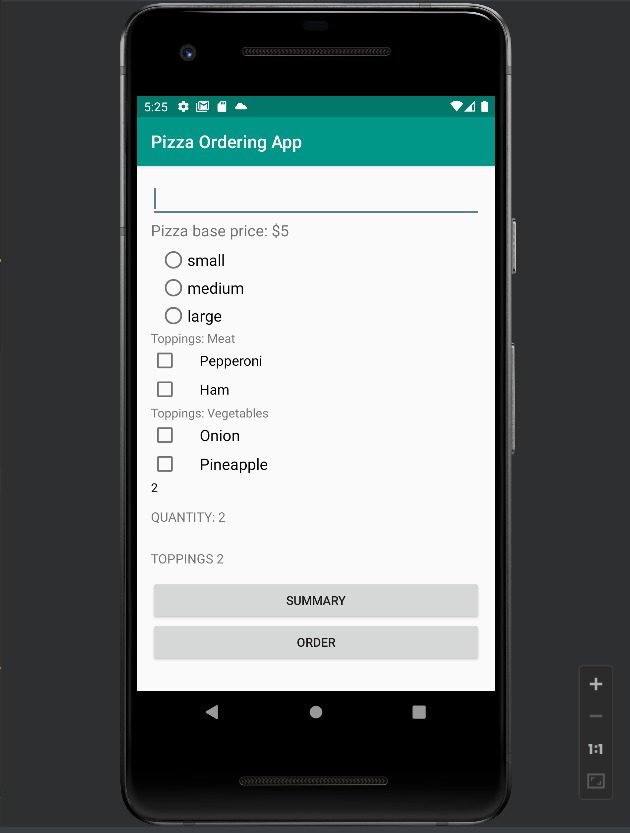 5:25
Pizza Ordering App
Pizza base price: $5
small
medium
large
Toppings: Meat
Pepperoni
Ham
Toppings: Vegetables
Onion
Pineapple
2
QUANTITY: 2
TOPPINGS 2
SUMMARY
ORDER
1:1